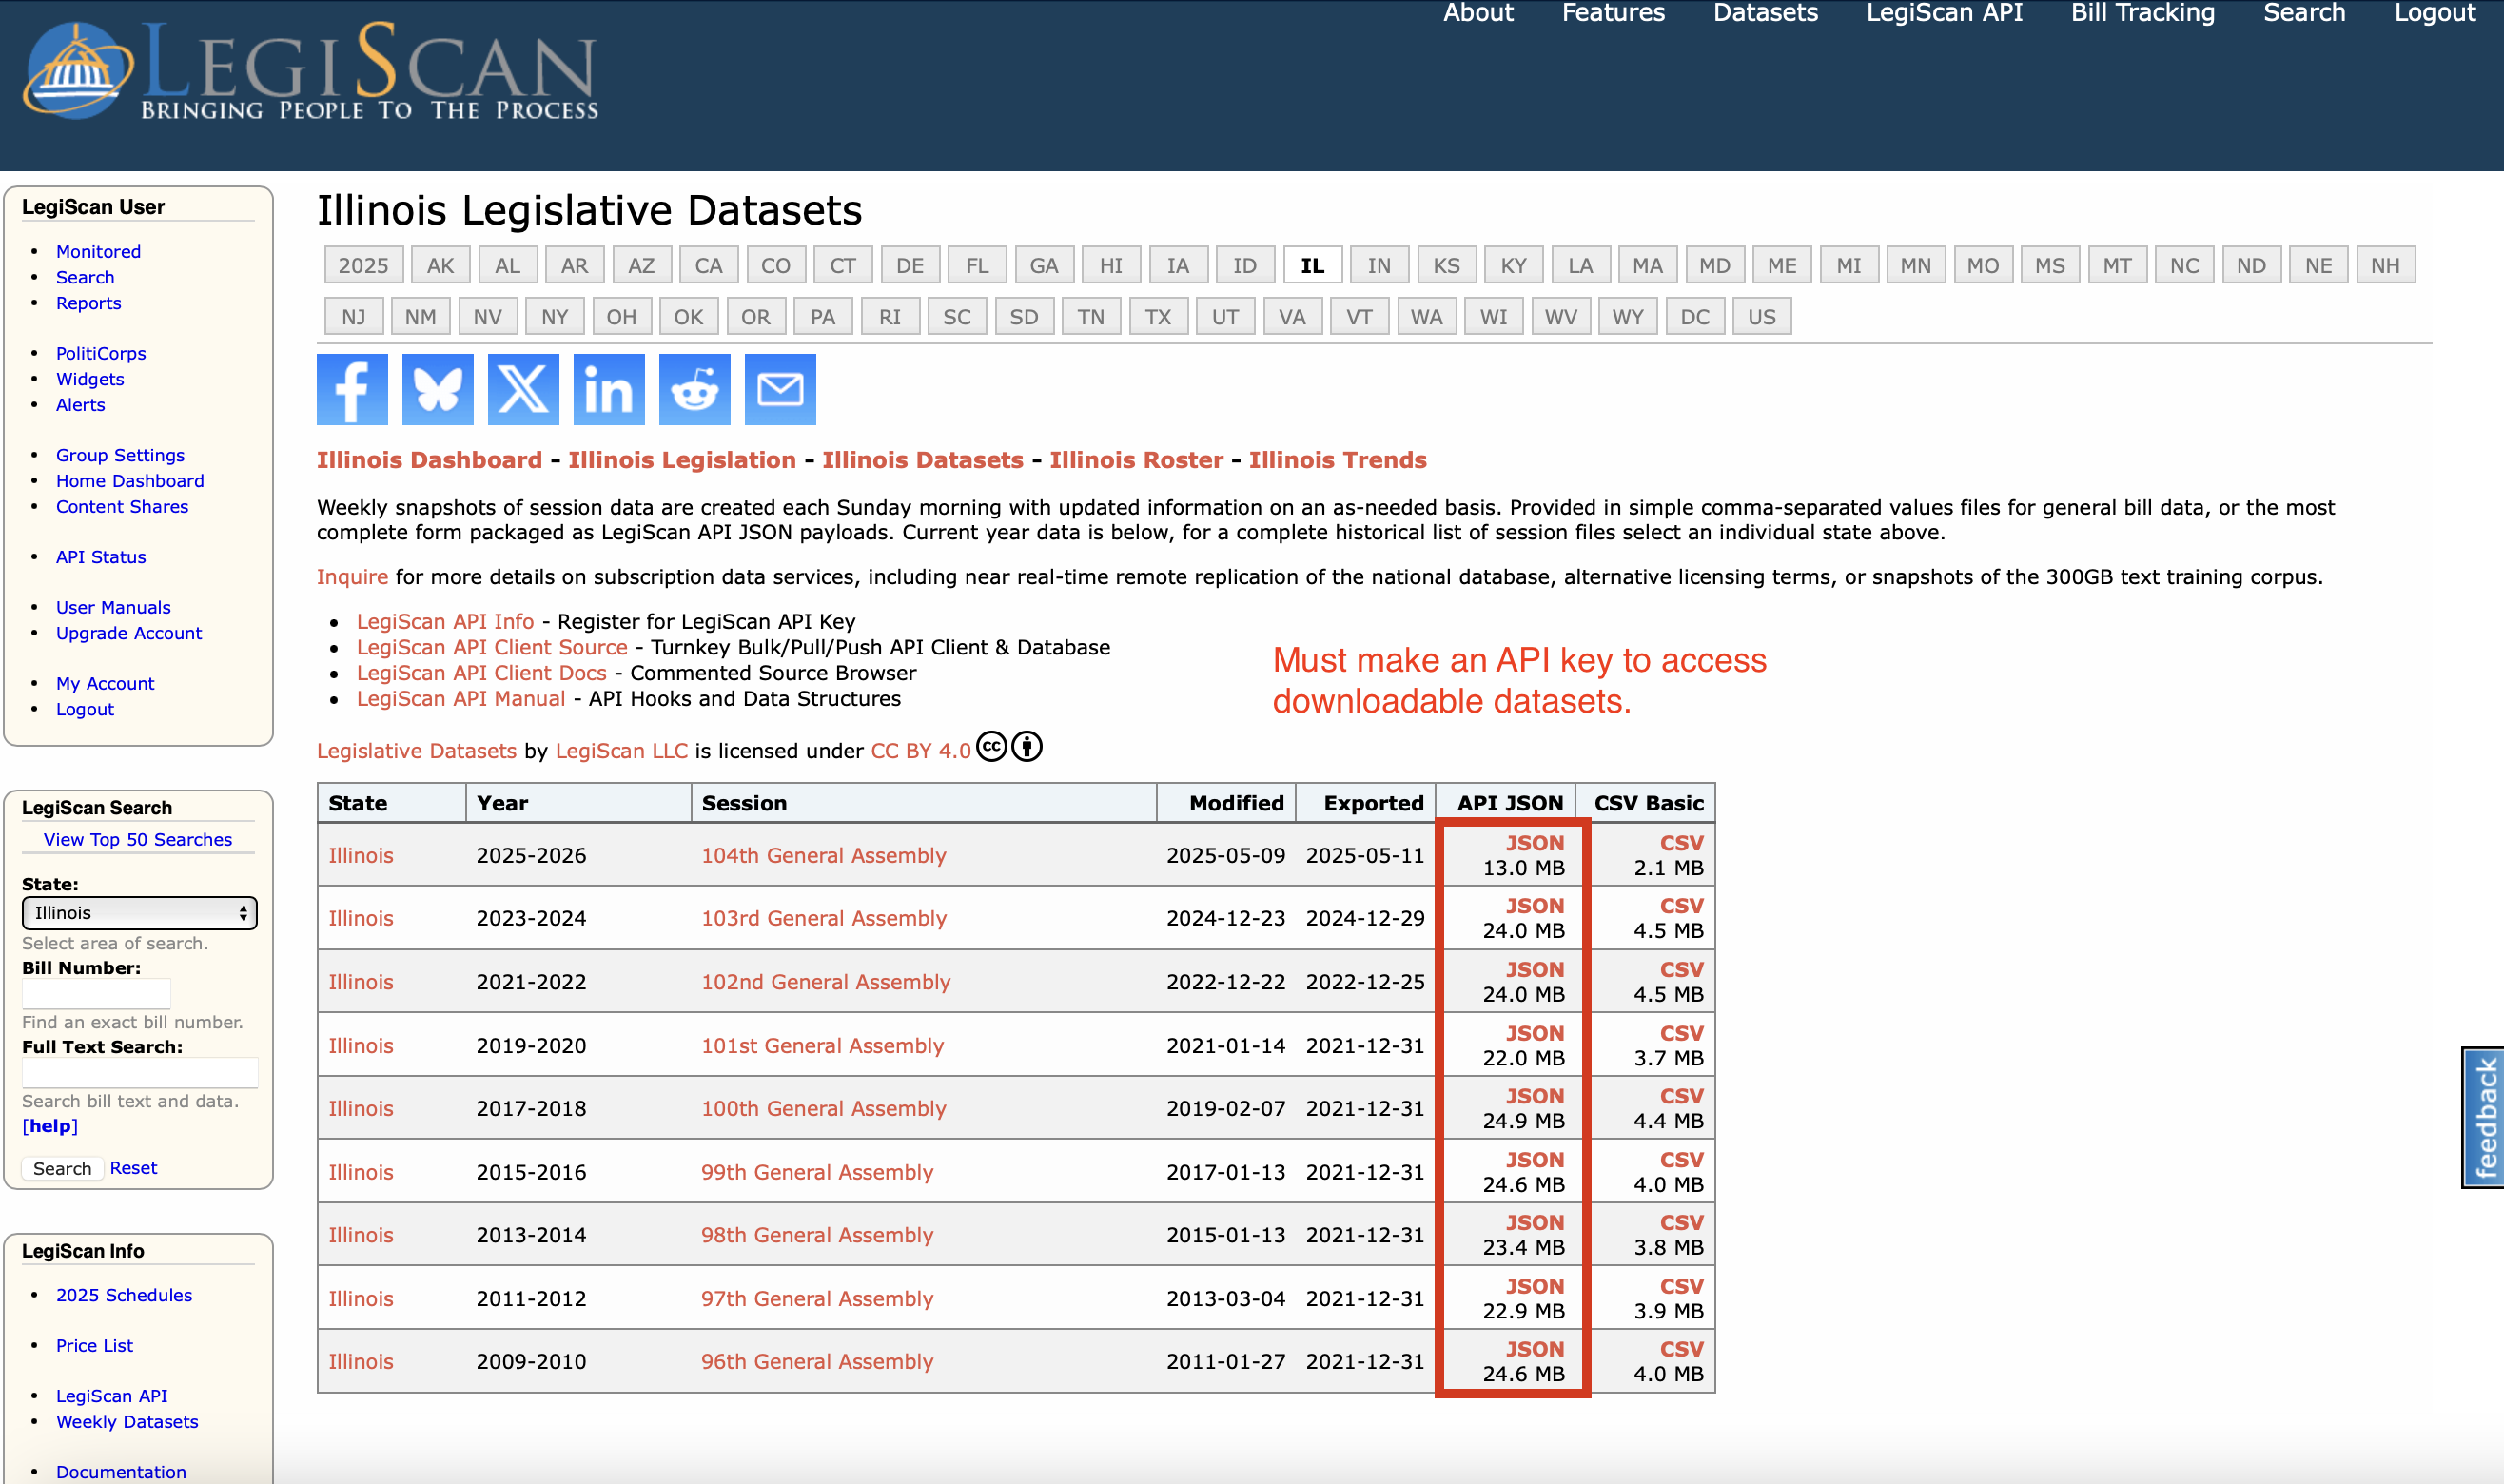 About Features Datasets LegiScan API Bill Tracking Search Logout
LEGISCAN
BRINGING PEOPLE TO THE PROCESS
LegiScan User
Monitored
Search
Reports
PolitiCorps
Widgets
Alerts
Group Settings
Home Dashboard
Content Shares
API Status
User Manuals
Upgrade Account
My Account
Logout
LegiScan Search
View Top 50 Searches
State:
Illinois
Select area of search.
Bill Number:
Find an exact bill number.
Full Text Search:
Search bill text and data.
[help]
Search Reset
LegiScan Info
2025 Schedules
Price List
LegiScan API
Weekly Datasets
Documentation
Illinois Legislative Datasets
2025 AK AL AR AZ CA CO CT DE FL GA HI IA ID IL IN KS KY LA MA MD ME MI MN MO MS MT NC ND NE NH
NJ NM NV NY OH OK OR PA RI SC SD TN TX UT VA VT WA WI WV WY DC US
Illinois Dashboard - Illinois Legislation - Illinois Datasets - Illinois Roster - Illinois Trends
Weekly snapshots of session data are created each Sunday morning with updated information on an as-needed basis. Provided in simple comma-separated values files for general bill data, or the most
complete form packaged as LegiScan API JSON payloads. Current year data is below, for a complete historical list of session files select an individual state above.
Inquire for more details on subscription data services, including near real-time remote replication of the national database, alternative licensing terms, or snapshots of the 300GB text training corpus.
LegiScan API Info - Register for LegiScan API Key
LegiScan API Client Source - Turnkey Bulk/Pull/Push API Client & Database
LegiScan API Client Docs - Commented Source Browser
LegiScan API Manual - API Hooks and Data Structures
Must make an API key to access
downloadable datasets.
Legislative Datasets by LegiScan LLC is licensed under CC BY 4.0 cc
State Year Session Modified Exported API JSON CSV Basic
Illinois 2025-2026 104th General Assembly 2025-05-09 2025-05-11 JSON CSV
13.0 MB 2.1 MB
Illinois 2023-2024 103rd General Assembly 2024-12-23 2024-12-29 JSON CSV
24.0 MB 4.5 MB
Illinois 2021-2022 102nd General Assembly 2022-12-22 2022-12-25 JSON CSV
24.0 MB 4.5 MB
Illinois 2019-2020 101st General Assembly 2021-01-14 2021-12-31 JSON CSV
22.0 MB 3.7 MB
Illinois 2017-2018 100th General Assembly 2019-02-07 2021-12-31 JSON CSV
24.9 MB 4.4 MB
Illinois 2015-2016 99th General Assembly 2017-01-13 2021-12-31 JSON CSV
24.6 MB 4.0 MB
Illinois 2013-2014 98th General Assembly 2015-01-13 2021-12-31 JSON CSV
23.4 MB 3.8 MB
Illinois 2011-2012 97th General Assembly 2013-03-04 2021-12-31 JSON CSV
22.9 MB 3.9 MB
Illinois 2009-2010 96th General Assembly 2011-01-27 2021-12-31 JSON CSV
24.6 MB 4.0 MB
feedback